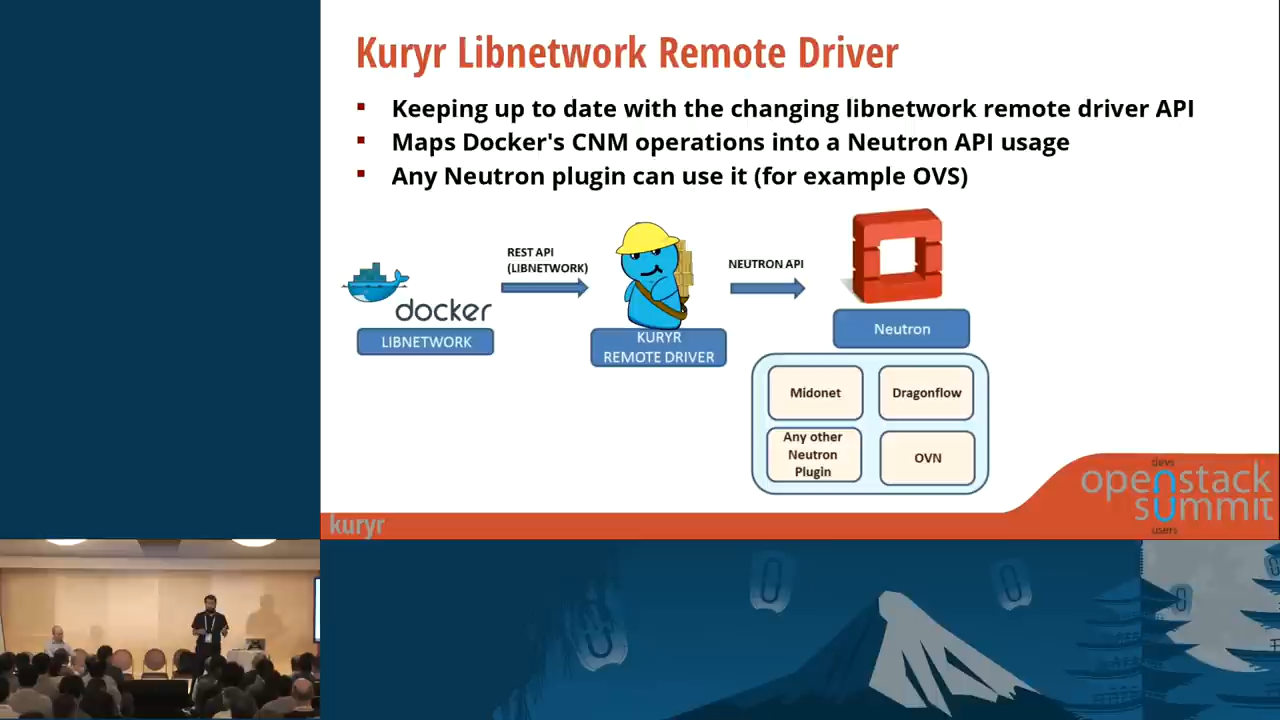 Kuryr Libnetwork Remote Driver
Keeping up to date with the changing libnetwork remote driver API
Maps Docker's CNM operations into a Neutron API usage
Any Neutron plugin can use it (for example OVS)
REST API
(LIBNETWORK)
NEUTRON API
docker
LIBNETWORK
KURYR
REMOTE DRIVER
Neutron
Midonet
Dragonflow
Any other
Neutron
Plugin
OVN
devs
openstack
summit
users
kuryr